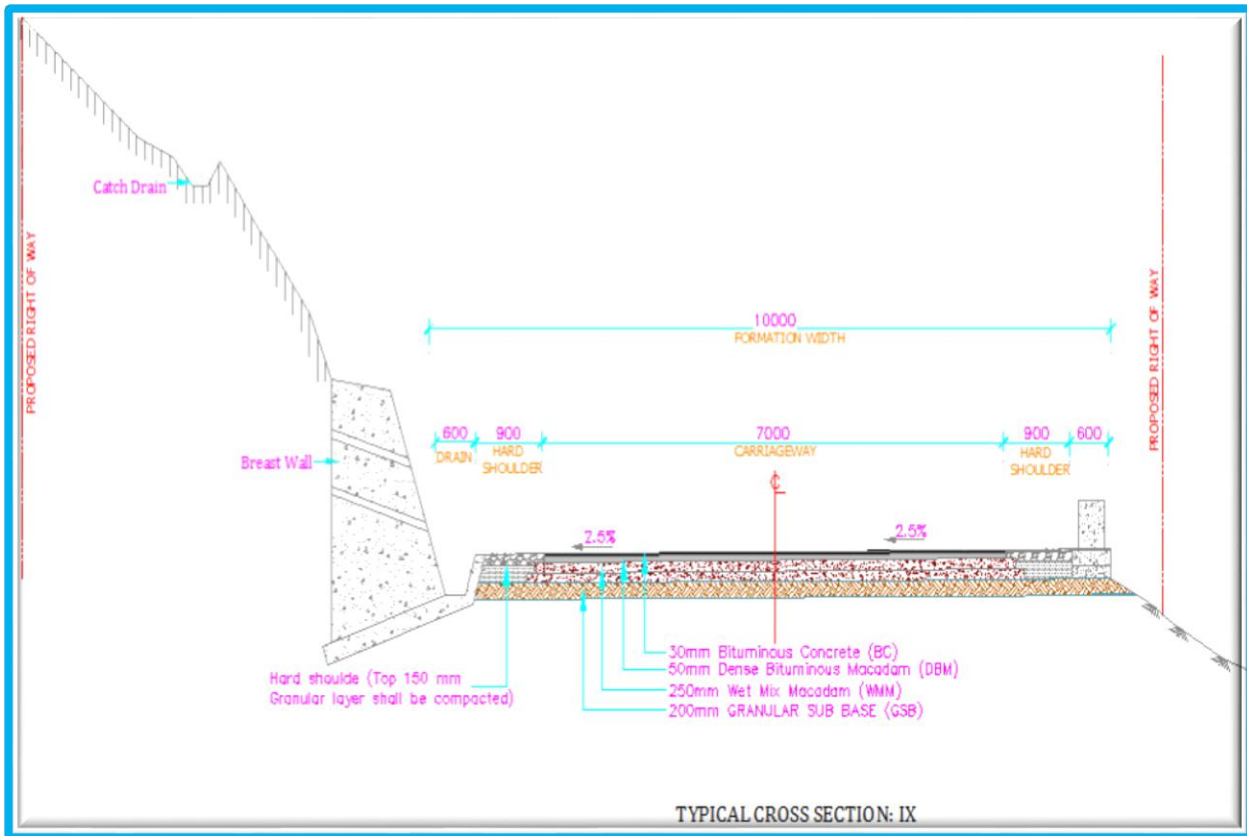 Catch Drain
PROPOSED RIGHT OF WAY
PROPOSED RIGHT OF WAY
10000
FORMATION WIDTH
Breast Wall
600
DRAIN
900
HARD
SHOULDER
7000
CARRIAGEWAY
900
HARD
SHOULDER
600
℄
2.5%
2.5%
30mm Bituminous Concrete (BC)
50mm Dense Bituminous Macadam (DBM)
250mm Wet Mix Macadam (WMM)
200mm GRANULAR SUB BASE (GSB)
Hard shoulde (Top 150 mm
Granular layer shall be compacted)
TYPICAL CROSS SECTION: IX